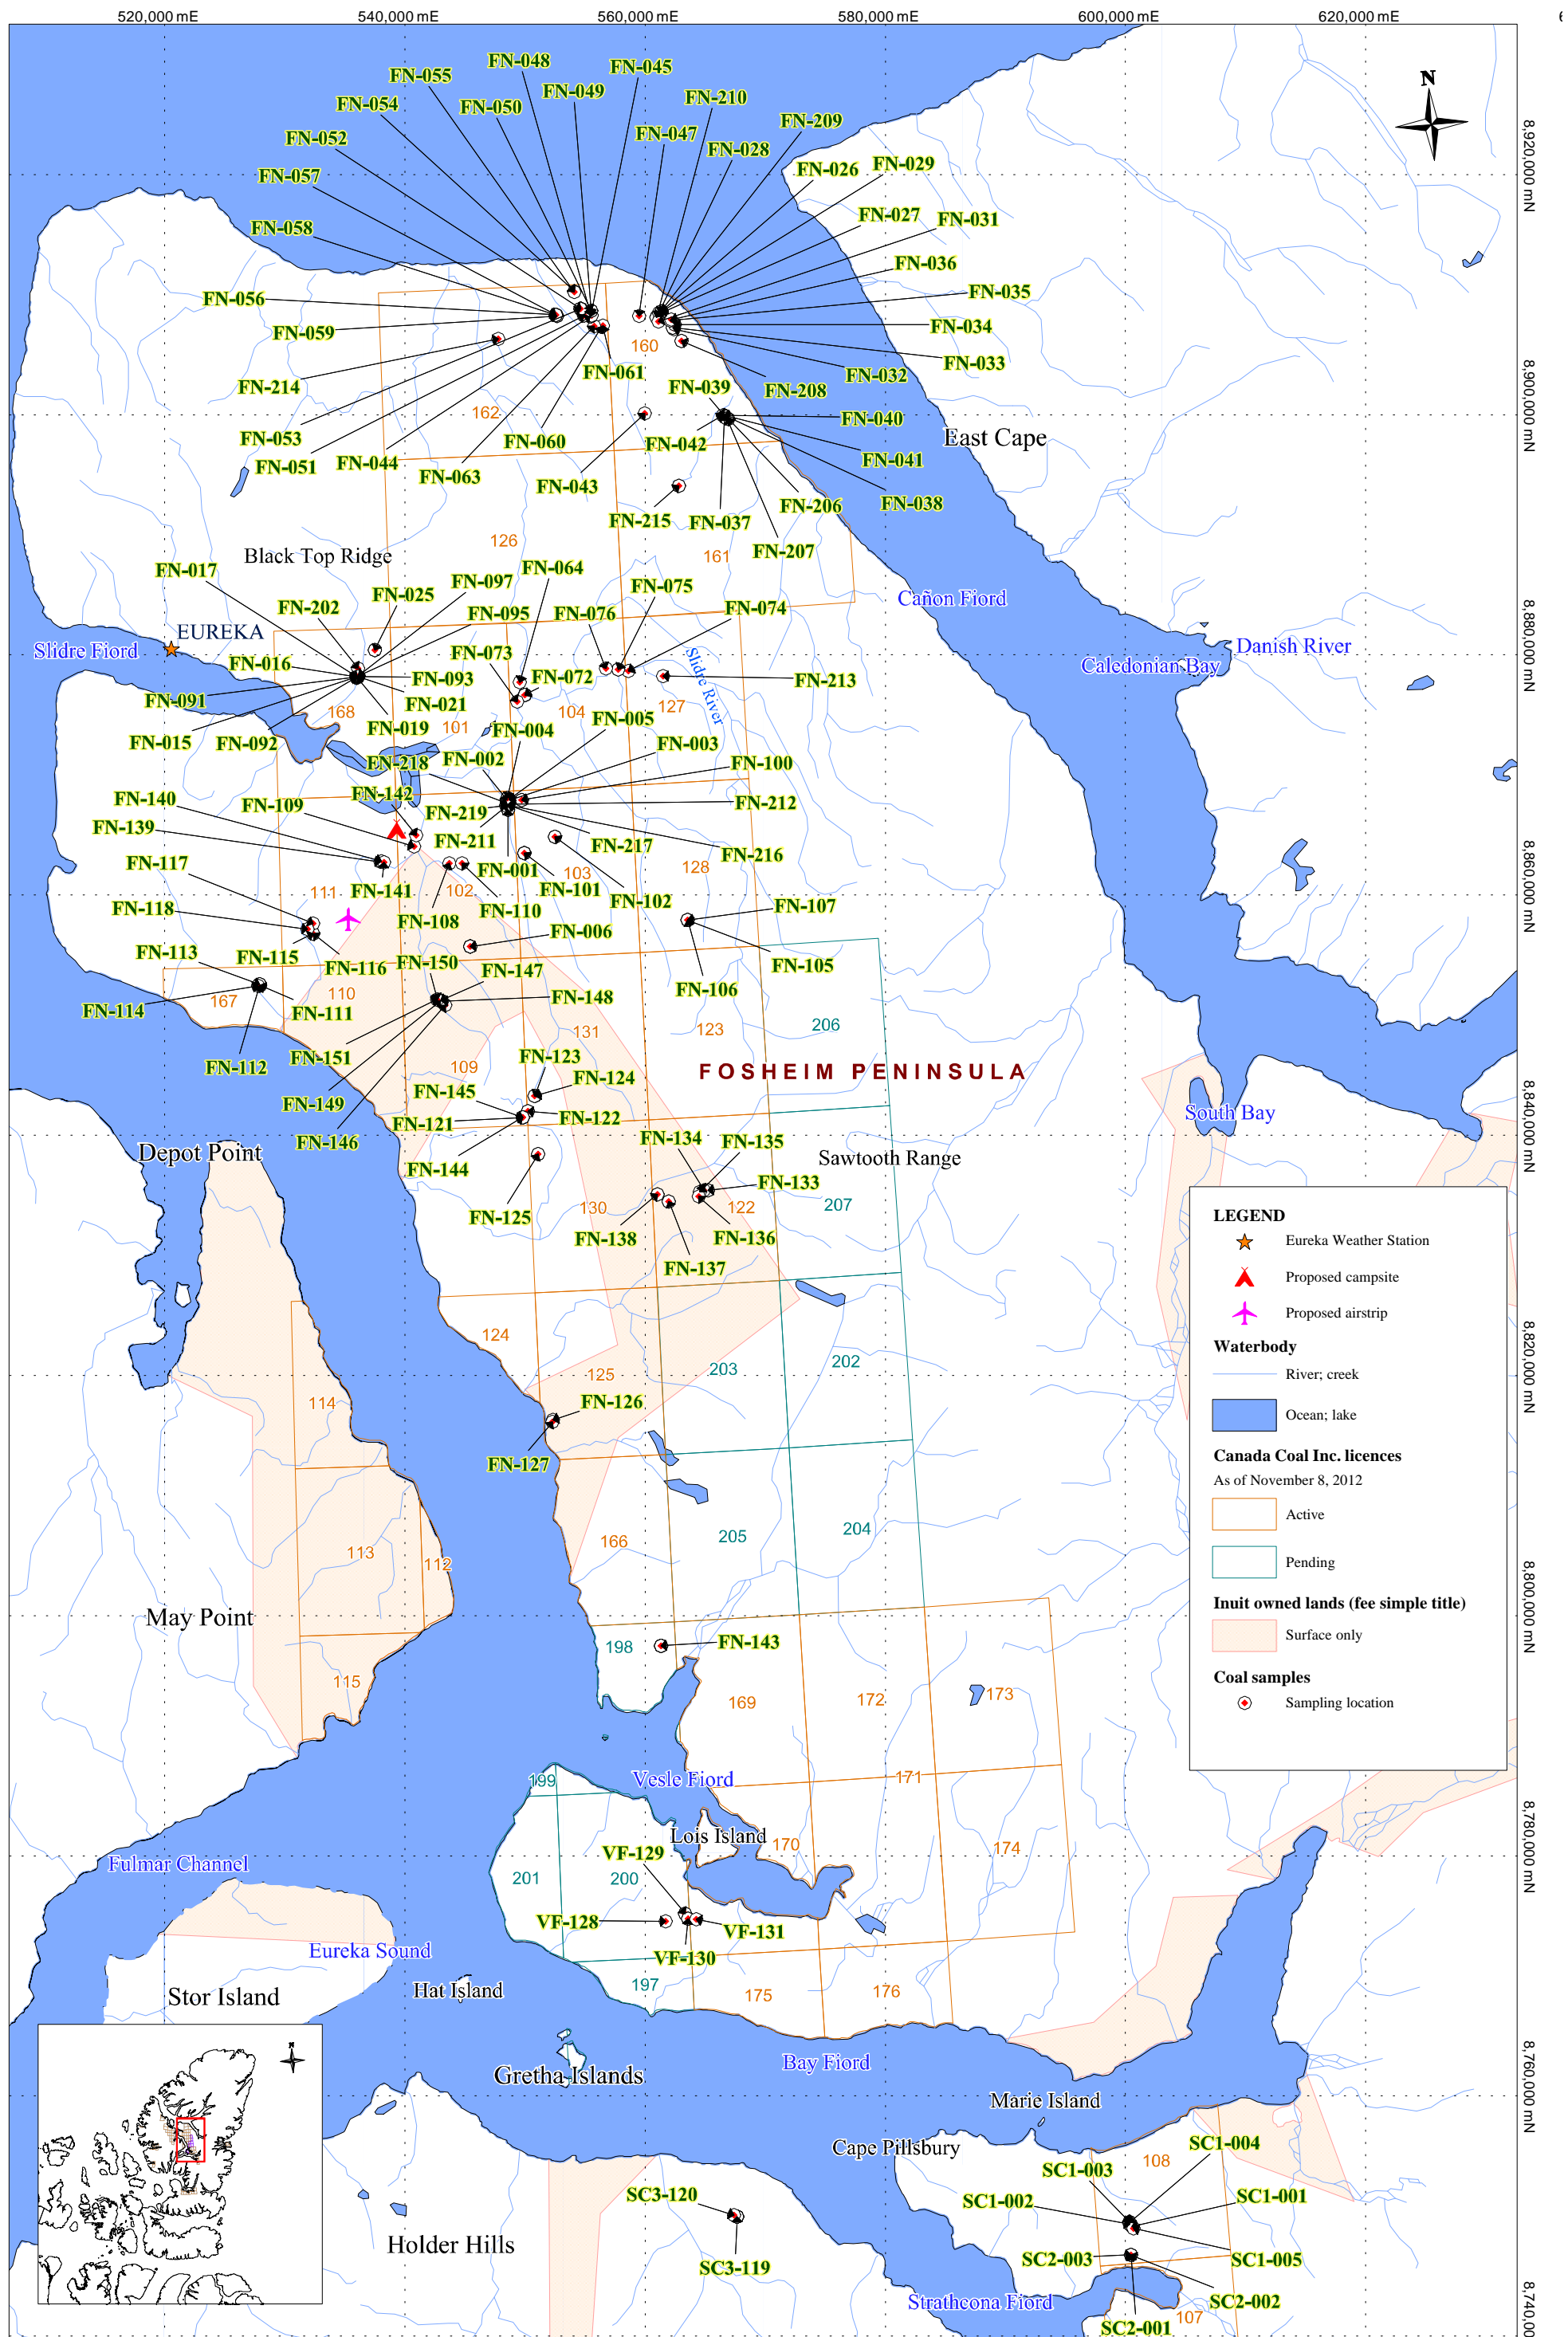 520,000 mE 540,000 mE 560,000 mE 580,000 mE 600,000 mE 620,000 mE
N
FN-048
FN-055 FN-045
FN-049
FN-054 FN-050 FN-210
FN-052 FN-047 FN-209
FN-028
FN-057 FN-026 FN-029
FN-058 FN-027 FN-031
FN-036
FN-056 FN-035
FN-059 FN-034
160
FN-061 FN-033
FN-214 FN-039 FN-208 FN-032
162
FN-053 FN-060 FN-042 FN-040
East Cape
FN-051 FN-044 FN-063 FN-043 FN-041
FN-215 FN-037 FN-206 FN-038
126 161 FN-207
Black Top Ridge
FN-017 FN-064
FN-202 FN-025 FN-097 FN-075
FN-095 FN-076 FN-074
Cañon Fiord
EUREKA
Slidre Fiord
FN-016 FN-073
Slidre River
Danish River
Caledonian Bay
FN-093 FN-072 FN-213
FN-091 FN-021
168 101 104 127
FN-015 FN-092 FN-019 FN-004 FN-005
FN-218 FN-002 FN-003
FN-100
FN-140 FN-109 FN-142
FN-219 FN-212
FN-139 FN-211 FN-217
FN-117 FN-001 FN-216
FN-141 FN-101 103 128
111 102
FN-118 FN-108 FN-110 FN-102 FN-107
FN-006
FN-113 FN-115 FN-116 FN-150 FN-147 FN-105
FN-114 167 110 FN-148 FN-106
FN-111
FN-112 FN-151 131 123 206
FN-123
FOSHEIM PENINSULA
109 FN-124
FN-149 FN-145
FN-121 FN-122
South Bay
FN-146 FN-134 FN-135
Depot Point
FN-144
Sawtooth Range
FN-133
FN-125 130 122 207
FN-138 FN-136
FN-137
124
125 203 202
FN-126
114
FN-127
166 205 204
113 112
May Point
198 FN-143
115 169 172 173
199
Vesle Fiord
171
Lois Island
170 174
Fulmar Channel
VF-129
201 200
VF-128 VF-131
Eureka Sound
VF-130
Hat Island
197 175 176
Stor Island
Bay Fiord
Gretha Islands
Marie Island
Cape Pillsbury
SC1-004
108
SC1-003
SC3-120 SC1-002 SC1-001
Holder Hills
SC3-119 SC2-003 SC1-005
Strathcona Fiord
SC2-002
107
SC2-001
LEGEND
Eureka Weather Station
Proposed campsite
Proposed airstrip
Waterbody
River; creek
Ocean; lake
Canada Coal Inc. licences
As of November 8, 2012
Active
Pending
Inuit owned lands (fee simple title)
Surface only
Coal samples
Sampling location
8,920,000 mN
8,900,000 mN
8,880,000 mN
8,860,000 mN
8,840,000 mN
8,820,000 mN
8,800,000 mN
8,780,000 mN
8,760,000 mN
8,740,00